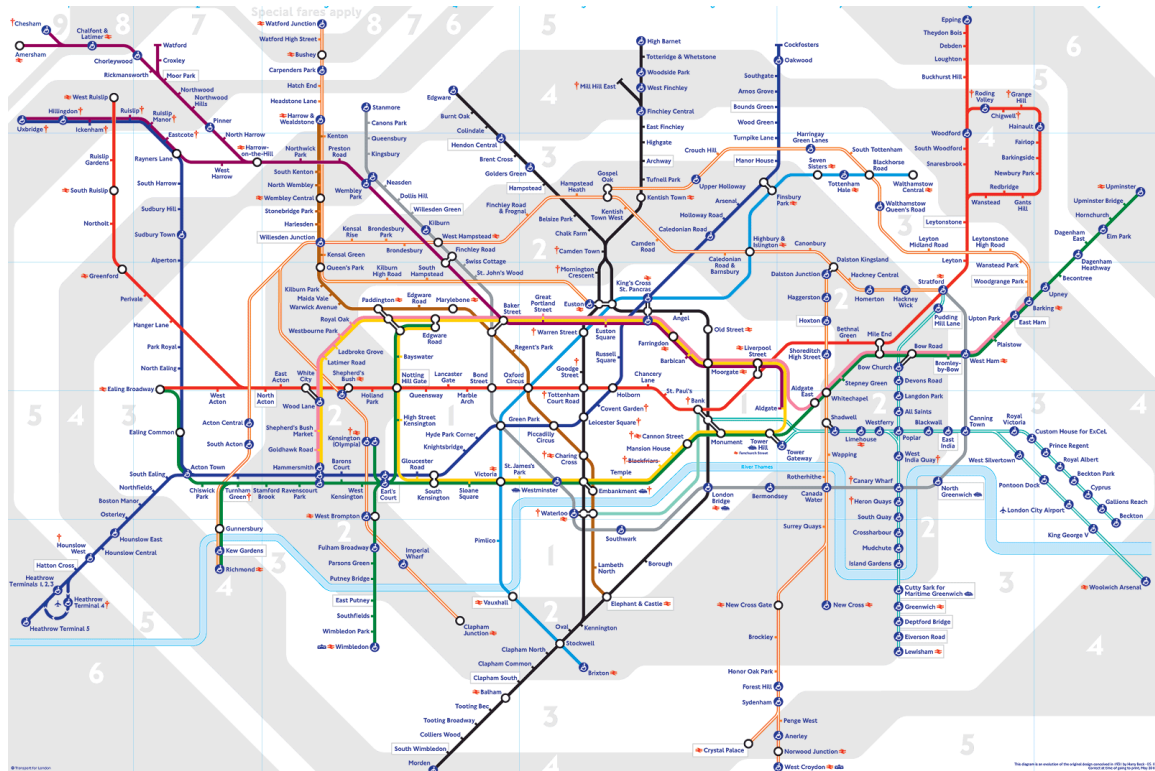 Special fares apply
9
8
7
8
7
6
5
6
†Chesham
Chalfont &
Latimer
Amersham
Chorleywood
Rickmansworth
Watford
Croxley
Moor Park
Northwood
Northwood
Hills
Pinner
North Harrow
Harrow-
on-the-Hill
Northwick
Park
Preston
Road
Wembley
Park
West Ruislip
Hillingdon†
Uxbridge†
Ickenham†
Ruislip†
Ruislip
Manor†
Eastcote†
Rayners Lane
West
Harrow
Ruislip
Gardens
South Ruislip
Northolt
Greenford
Perivale
Hanger Lane
South Harrow
Sudbury Hill
Sudbury Town
Alperton
Park Royal
North Ealing
Ealing Broadway
Ealing Common
South Ealing
Northfields
Boston Manor
Osterley
Hounslow East
Hounslow Central
†
Hounslow
West
Hatton Cross
Heathrow
Terminals 1, 2, 3
Heathrow
Terminal 4†
Heathrow Terminal 5
Watford Junction
Watford High Street
Bushey
Carpenders Park
Hatch End
Headstone Lane
Harrow &
Wealdstone
Kenton
South Kenton
North Wembley
Wembley Central
Stonebridge Park
Harlesden
Willesden Junction
Kensal Green
Queen's Park
Kilburn Park
Maida Vale
Warwick Avenue
Royal Oak
Westbourne Park
Ladbroke Grove
Latimer Road
White
City
Shepherd's
Bush
Holland
Park
Wood Lane
Shepherd's Bush
Market
Goldhawk Road
Hammersmith
East
Acton
West
Acton
North
Acton
Acton Central
South Acton
Acton Town
Chiswick
Park
Turnham
Green†
Stamford
Brook
Ravenscourt
Park
Barons
Court
West
Kensington
Kensington
(Olympia)
Earl's
Court
Gunnersbury
Kew Gardens
Richmond
West Brompton
Fulham Broadway
Parsons Green
Putney Bridge
East Putney
Southfields
Wimbledon Park
Wimbledon
Imperial
Wharf
Clapham
Junction
Stanmore
Canons Park
Queensbury
Kingsbury
Neasden
Dollis Hill
Willesden Green
Kilburn
West Hampstead
Finchley Road
Swiss Cottage
St. John's Wood
Kensal
Rise
Brondesbury
Park
Brondesbury
Kilburn
High Road
South
Hampstead
Finchley Road
& Frognal
Hampstead
Heath
Gospel
Oak
Kentish
Town West
Edgware
Burnt Oak
Colindale
Hendon Central
Brent Cross
Golders Green
Hampstead
Belsize Park
Chalk Farm
†Camden Town
†Mornington
Crescent
Euston
High Barnet
Totteridge & Whetstone
Woodside Park
†Mill Hill East
West Finchley
Finchley Central
East Finchley
Highgate
Archway
Tufnell Park
Kentish Town
Camden
Road
Crouch Hill
Upper Holloway
Cockfosters
Oakwood
Southgate
Arnos Grove
Bounds Green
Wood Green
Turnpike Lane
Manor House
Arsenal
Holloway Road
Caledonian Road
Finsbury
Park
Harringay
Green Lanes
Seven
Sisters
South Tottenham
Tottenham
Hale
Blackhorse
Road
Walthamstow
Central
Walthamstow
Queen's Road
Highbury &
Islington
Canonbury
Caledonian
Road &
Barnsbury
Dalston Kingsland
Dalston Junction
Hackney Central
Homerton
Hackney
Wick
Haggerston
Hoxton
Shoreditch
High Street
Epping
Theydon Bois
Debden
Loughton
Buckhurst Hill
†Roding
Valley
†Grange
Hill
Chigwell†
Hainault
Woodford
South Woodford
Snaresbrook
Fairlop
Barkingside
Newbury Park
Redbridge
Wanstead
Gants
Hill
Leytonstone
Leyton
Leyton
Midland Road
Leytonstone
High Road
Wanstead Park
Woodgrange Park
Upminster
Upminster Bridge
Hornchurch
Elm Park
Dagenham
East
Dagenham
Heathway
Becontree
Upney
Barking
East Ham
Upton Park
Plaistow
West Ham
Stratford
Pudding
Mill Lane
Bow Road
Bromley-
by-Bow
Bow Church
Devons Road
Langdon Park
All Saints
Mile End
Bethnal
Green
Stepney Green
Whitechapel
Aldgate
East
Aldgate
Liverpool
Street
Moorgate
Barbican
Farringdon
King's Cross
St. Pancras
Angel
Old Street
Euston
Square
Warren Street
Great
Portland
Street
Baker
Street
Marylebone
Edgware
Road
Paddington
Edgware
Road
Bayswater
Notting
Hill Gate
Queensway
Lancaster
Gate
Marble
Arch
Bond
Street
Oxford
Circus
Regent's Park
Goodge
Street
Russell
Square
†Tottenham
Court Road
Holborn
Chancery
Lane
St. Paul's
Bank
Covent Garden†
Leicester Square†
Piccadilly
Circus
Green Park
Hyde Park Corner
Knightsbridge
High Street
Kensington
Gloucester
Road
South
Kensington
Sloane
Square
Victoria
St. James's
Park
Westminster
†Charing
Cross
Embankment†
Temple
†Blackfriars
Mansion House
†Cannon Street
Monument
Tower
Hill
Fenchurch Street
Tower
Gateway
†Waterloo
Southwark
London
Bridge
Bermondsey
River Thames
Pimlico
Vauxhall
Lambeth
North
Borough
Elephant & Castle
Kennington
Oval
Stockwell
Clapham North
Clapham Common
Clapham South
Balham
Tooting Bec
Tooting Broadway
Colliers Wood
South Wimbledon
Morden
Brixton
Shadwell
Wapping
Rotherhithe
Canada
Water
Surrey Quays
New Cross Gate
New Cross
Brockley
Honor Oak Park
Forest Hill
Sydenham
Crystal Palace
Penge West
Anerley
Norwood Junction
West Croydon
Limehouse
Westferry
Poplar
Blackwall
East
India
Canning
Town
Royal
Victoria
Custom House for ExCeL
Prince Regent
Royal Albert
Beckton Park
Cyprus
Gallions Reach
Beckton
West Silvertown
Pontoon Dock
London City Airport
King George V
Woolwich Arsenal
West
India Quay†
†Canary Wharf
†Heron Quays
North
Greenwich
South Quay
Crossharbour
Mudchute
Island Gardens
Cutty Sark for
Maritime Greenwich
Greenwich
Deptford Bridge
Elverson Road
Lewisham
© Transport for London